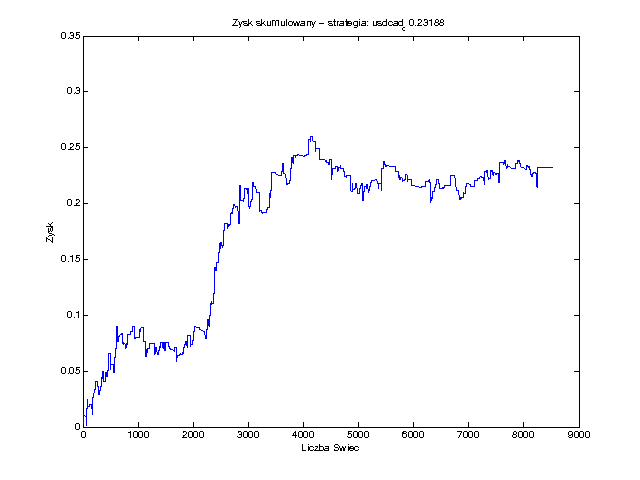 Zysk skumulowany – strategia: usdcad_c 0.23188
0.35
0.3
0.25
0.2
0.15
0.1
0.05
0
Zysk
0 1000 2000 3000 4000 5000 6000 7000 8000 9000
Liczba Swiec